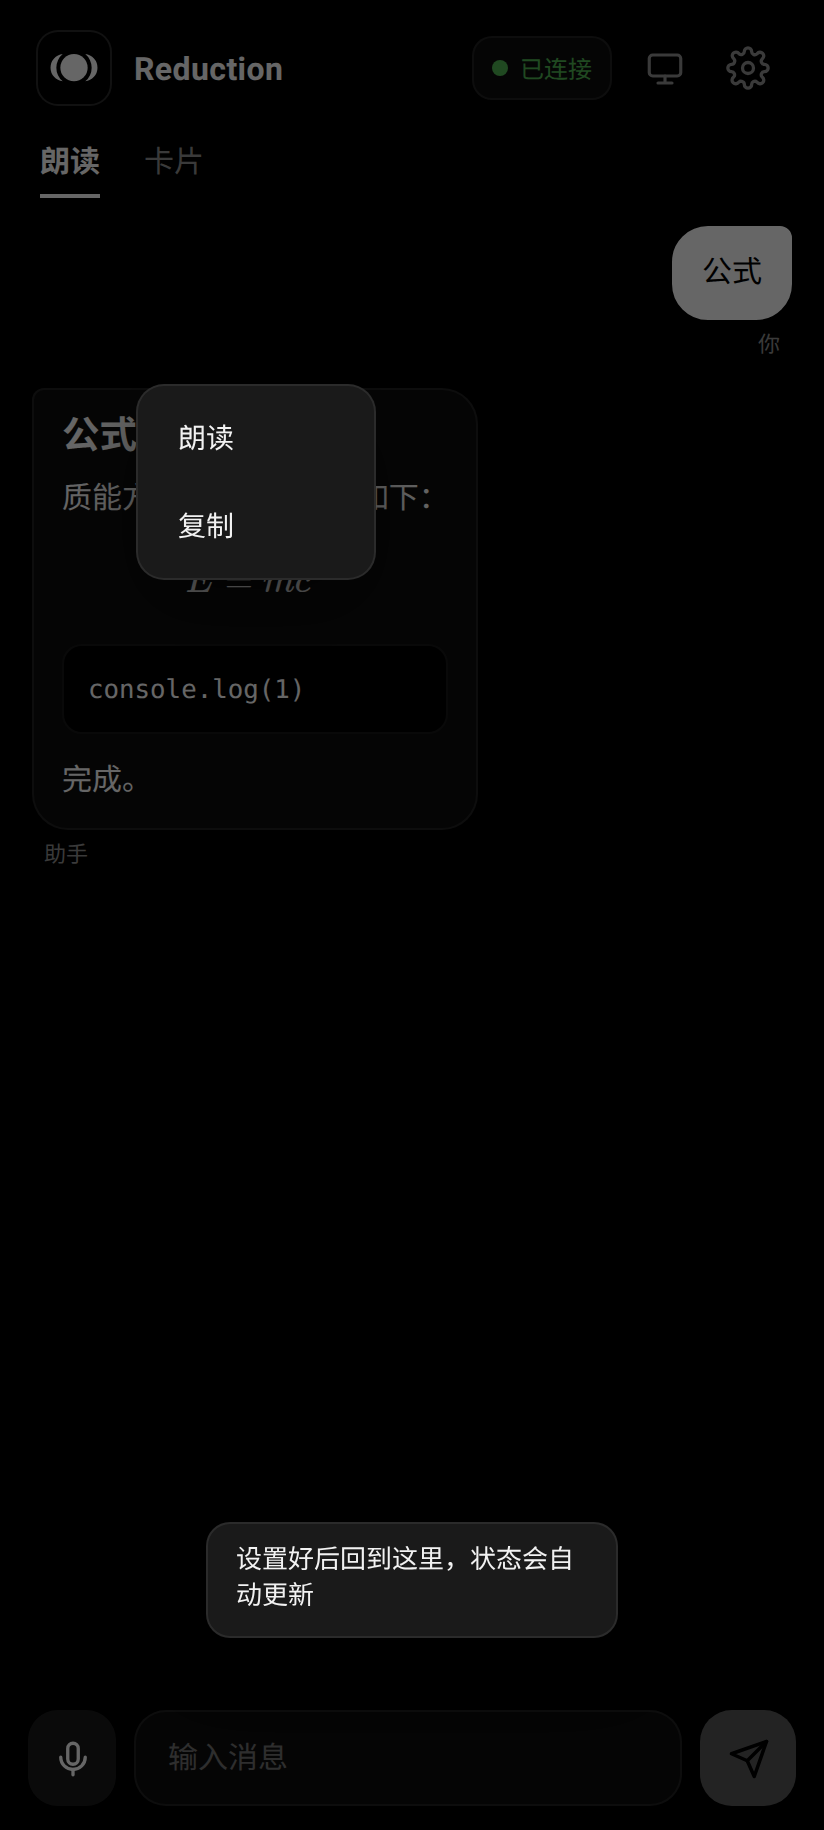 Reduction
已连接
朗读
卡片
公式
你
公式
朗读
质能
如下：
复制
E = mc
console.log(1)
完成。
助手
设置好后回到这里，状态会自
动更新
输入消息